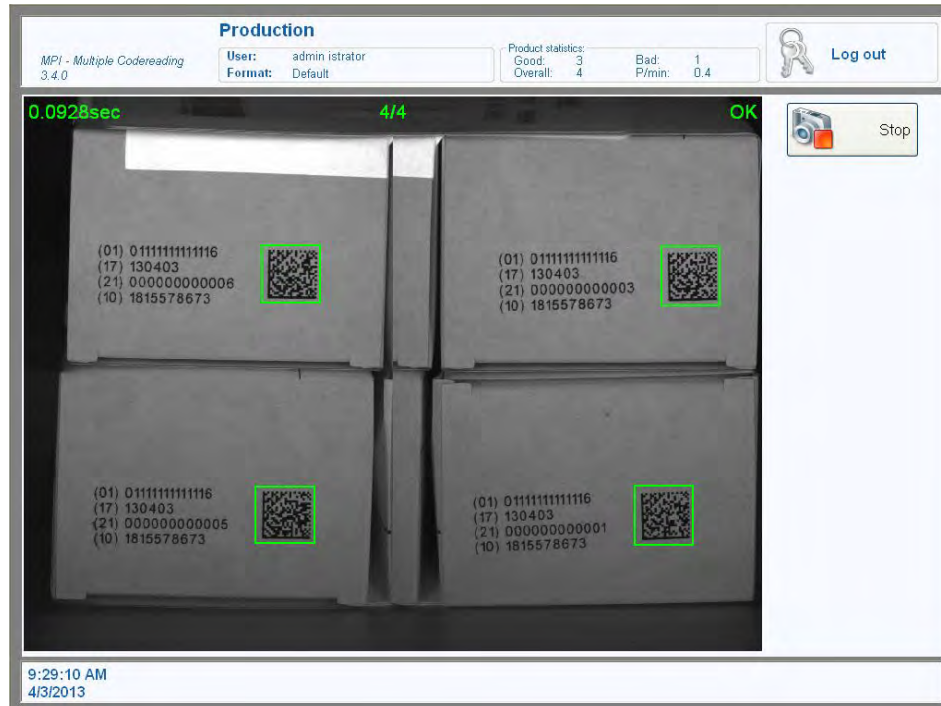 Production
MPI - Multiple Codereading
3.4.0
User: admin istrator
Format: Default
Product statistics:
Good: 3 Bad: 1
Overall: 4 P/min: 0.4
Log out
0.0928sec 4/4 OK
Stop
(01) 01111111111116
(17) 130403
(21) 000000000006
(10) 1815578673
(01) 01111111111116
(17) 130403
(21) 000000000003
(10) 1815578673
(01) 01111111111116
(17) 130403
(21) 000000000005
(10) 1815578673
(01) 01111111111116
(17) 130403
(21) 000000000001
(10) 1815578673
9:29:10 AM
4/3/2013